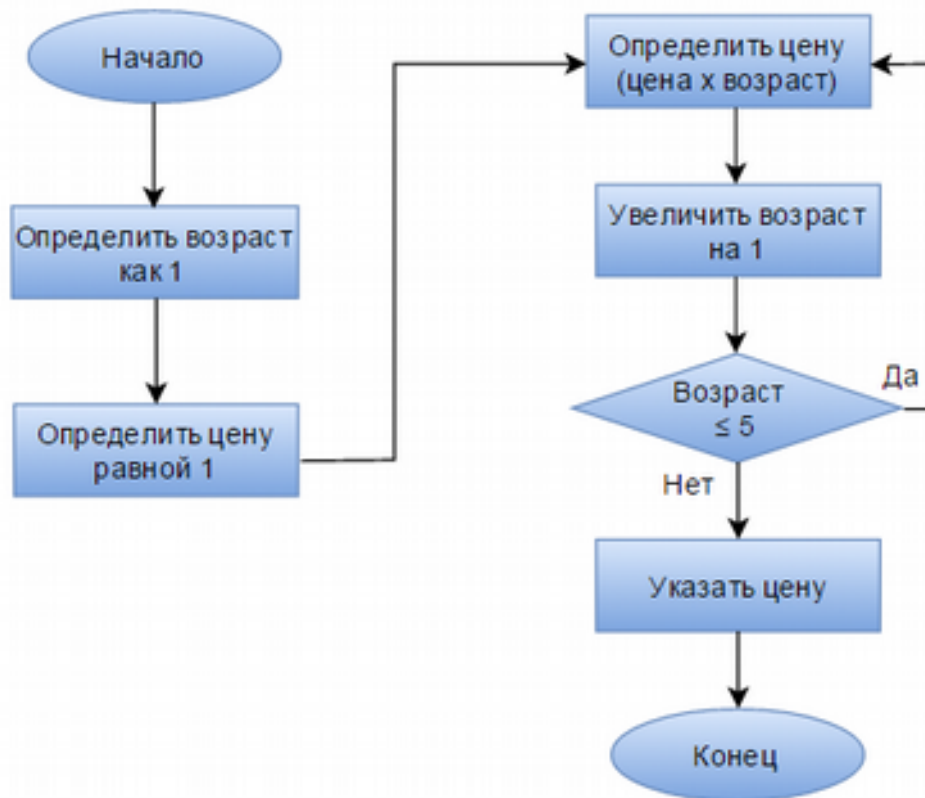 Начало
Определить возраст
как 1
Определить цену
равной 1
Определить цену
(цена х возраст)
Увеличить возраст
на 1
Возраст
≤ 5
Да
Нет
Указать цену
Конец